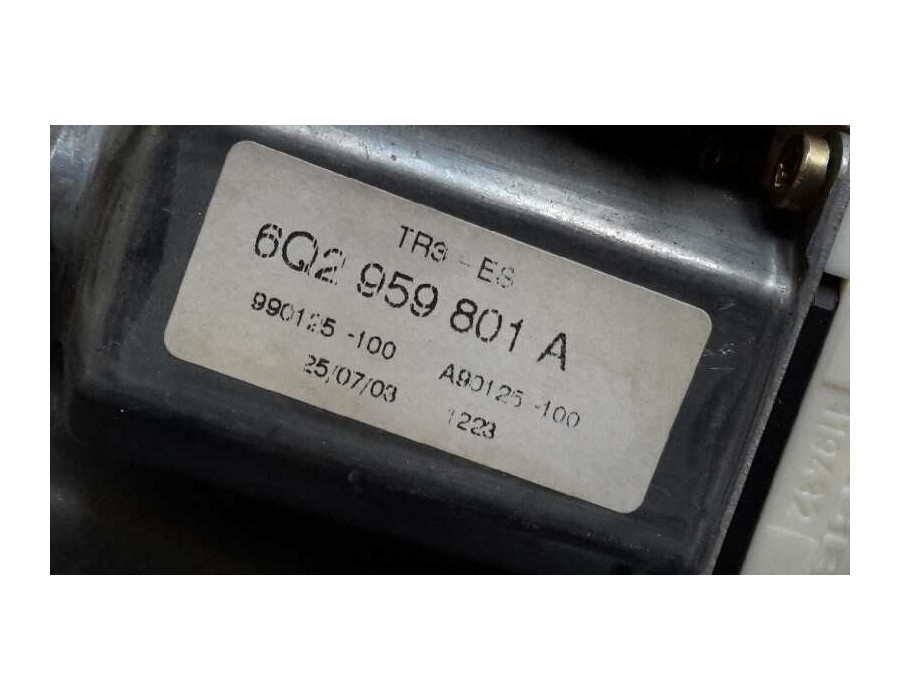 TR3 - ES
6Q2 959 801 A
990125 -100 A90125 -100
25/07/03 1223